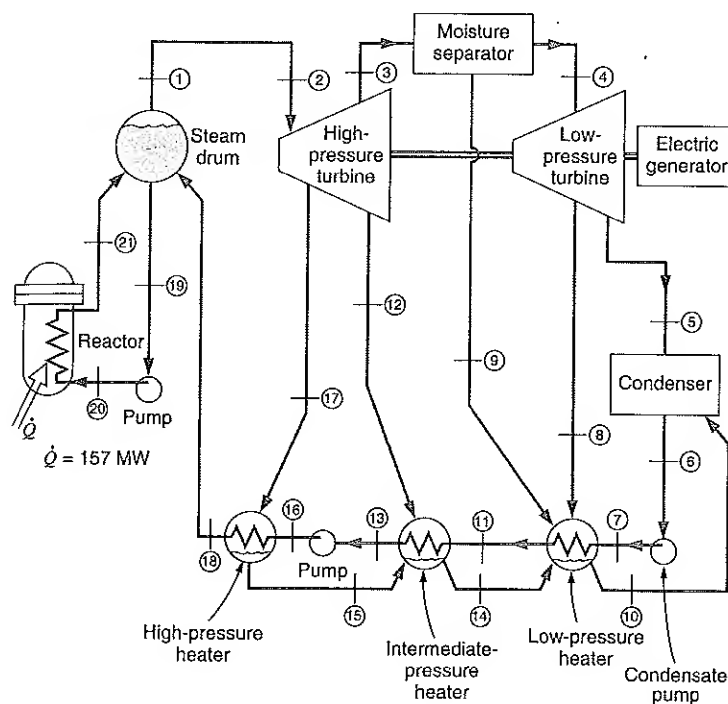 Moisture
separator
① ② ③ ④
Steam
drum
High-
pressure
turbine
Low-
pressure
turbine
Electric
generator
㉑ ⑲ ⑫ ⑨ ⑤
Reactor
Condenser
⑳
Pump
⑰ ⑧ ⑥
Q̇
Q̇ = 157 MW
⑱ ⑯ ⑬ ⑪ ⑦
Pump
⑮ ⑭ ⑩
High-pressure
heater
Intermediate-
pressure
heater
Low-pressure
heater
Condensate
pump